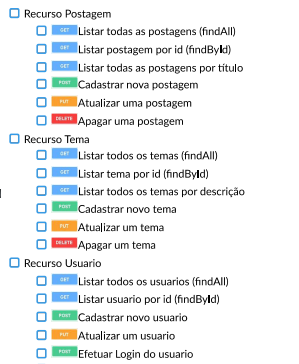 Recurso Postagem
GET Listar todas as postagens (findAll)
GET Listar postagem por id (findById)
GET Listar todas as postagens por título
POST Cadastrar nova postagem
PUT Atualizar uma postagem
DELETE Apagar uma postagem
Recurso Tema
GET Listar todos os temas (findAll)
GET Listar tema por id (findById)
GET Listar todos os temas por descrição
POST Cadastrar novo tema
PUT Atualizar um tema
DELETE Apagar um tema
Recurso Usuario
GET Listar todos os usuarios (findAll)
GET Listar usuario por id (findById)
POST Cadastrar novo usuario
PUT Atualizar um usuario
POST Efetuar Login do usuario